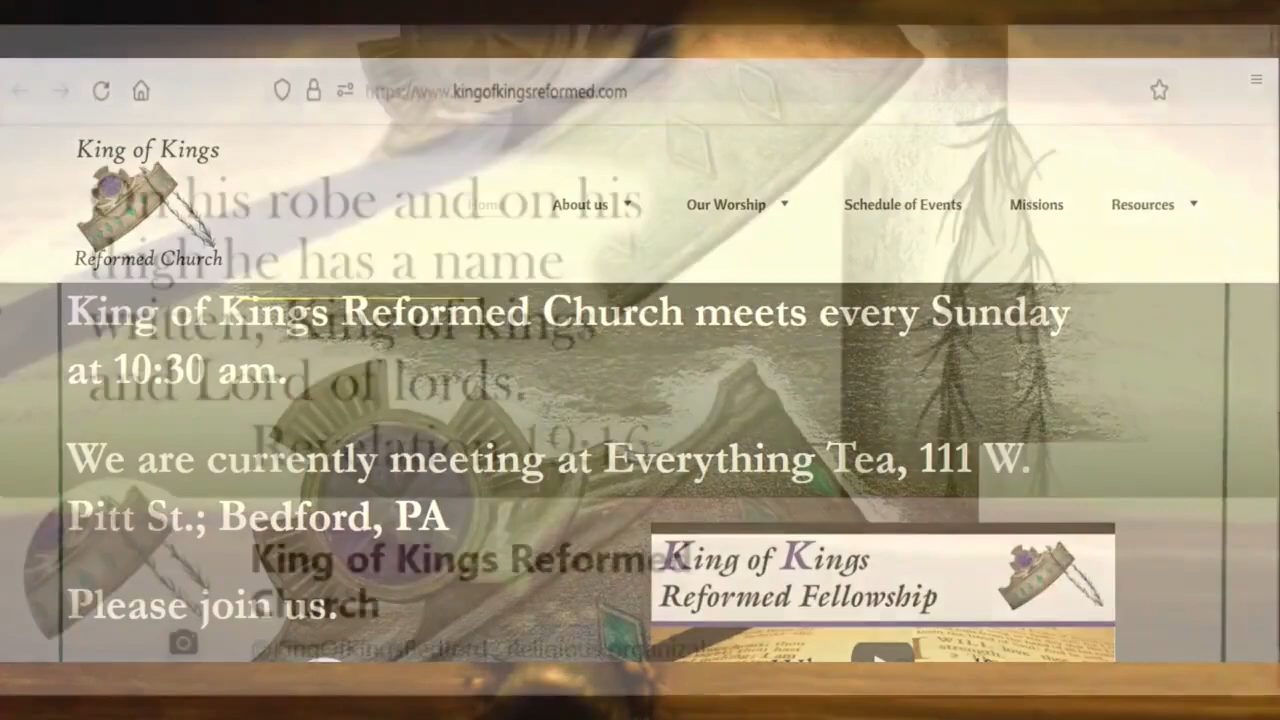 https://www.kingofkingsreformed.com
King of Kings
Reformed Church
Home
About us
Our Worship
Schedule of Events
Missions
Resources
on his robe and on his
thigh he has a name
written, King of kings
and Lord of lords.
Revelation 19:16
King of Kings Reformed Church meets every Sunday
at 10:30 am.
We are currently meeting at Everything Tea, 111 W.
Pitt St.; Bedford, PA
Please join us.
King of Kings Reformed
Church
@KingOfKingsBedford Religious
King of Kings
Reformed Fellowship